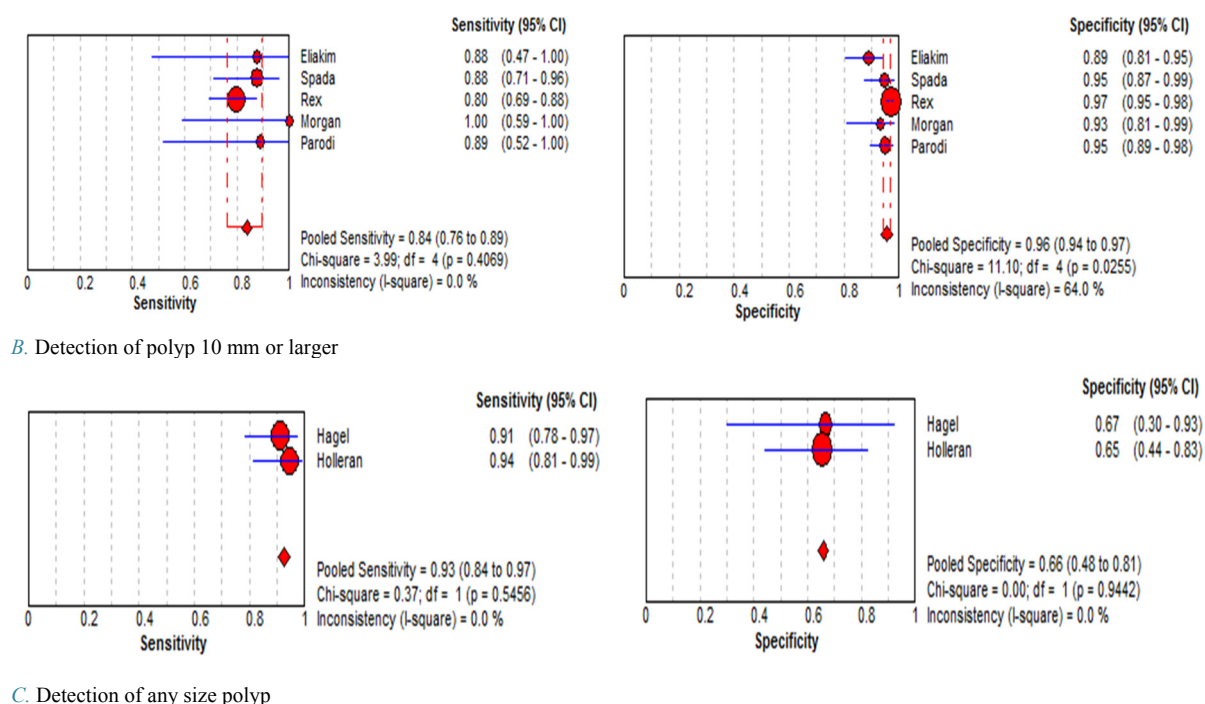 Sensitivity (95% CI)
Eliakim 0.88 (0.47 - 1.00)
Spada 0.88 (0.71 - 0.96)
Rex 0.80 (0.69 - 0.88)
Morgan 1.00 (0.59 - 1.00)
Parodi 0.89 (0.52 - 1.00)
Pooled Sensitivity = 0.84 (0.76 to 0.89)
Chi-square = 3.99; df = 4 (p = 0.4069)
Inconsistency (I-square) = 0.0 %
0 0.2 0.4 0.6 0.8 1
Sensitivity
Specificity (95% CI)
Eliakim 0.89 (0.81 - 0.95)
Spada 0.95 (0.87 - 0.99)
Rex 0.97 (0.95 - 0.98)
Morgan 0.93 (0.81 - 0.99)
Parodi 0.95 (0.89 - 0.98)
Pooled Specificity = 0.96 (0.94 to 0.97)
Chi-square = 11.10; df = 4 (p = 0.0255)
Inconsistency (I-square) = 64.0 %
0 0.2 0.4 0.6 0.8 1
Specificity
B. Detection of polyp 10 mm or larger
Sensitivity (95% CI)
Hagel 0.91 (0.78 - 0.97)
Holleran 0.94 (0.81 - 0.99)
Pooled Sensitivity = 0.93 (0.84 to 0.97)
Chi-square = 0.37; df = 1 (p = 0.5456)
Inconsistency (I-square) = 0.0 %
0 0.2 0.4 0.6 0.8 1
Sensitivity
Specificity (95% CI)
Hagel 0.67 (0.30 - 0.93)
Holleran 0.65 (0.44 - 0.83)
Pooled Specificity = 0.66 (0.48 to 0.81)
Chi-square = 0.00; df = 1 (p = 0.9442)
Inconsistency (I-square) = 0.0 %
0 0.2 0.4 0.6 0.8 1
Specificity
C. Detection of any size polyp